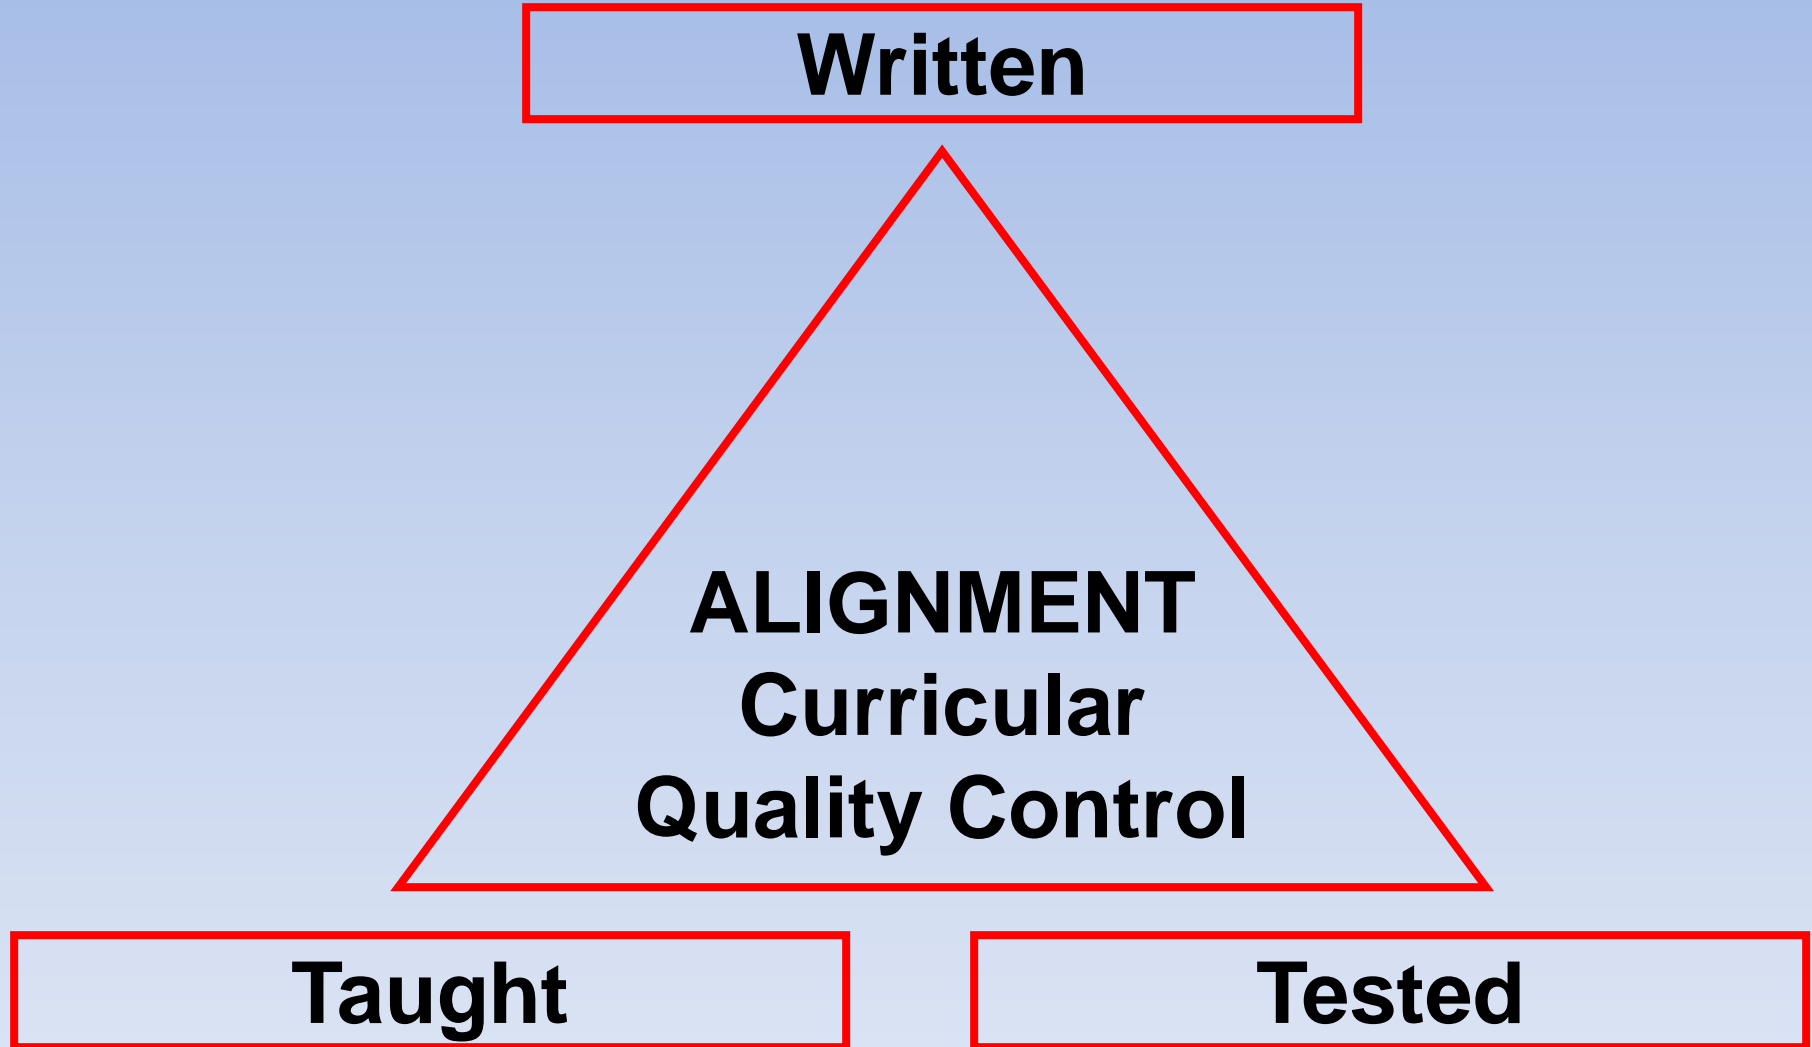 Written
ALIGNMENT
Curricular
Quality Control
Taught
Tested